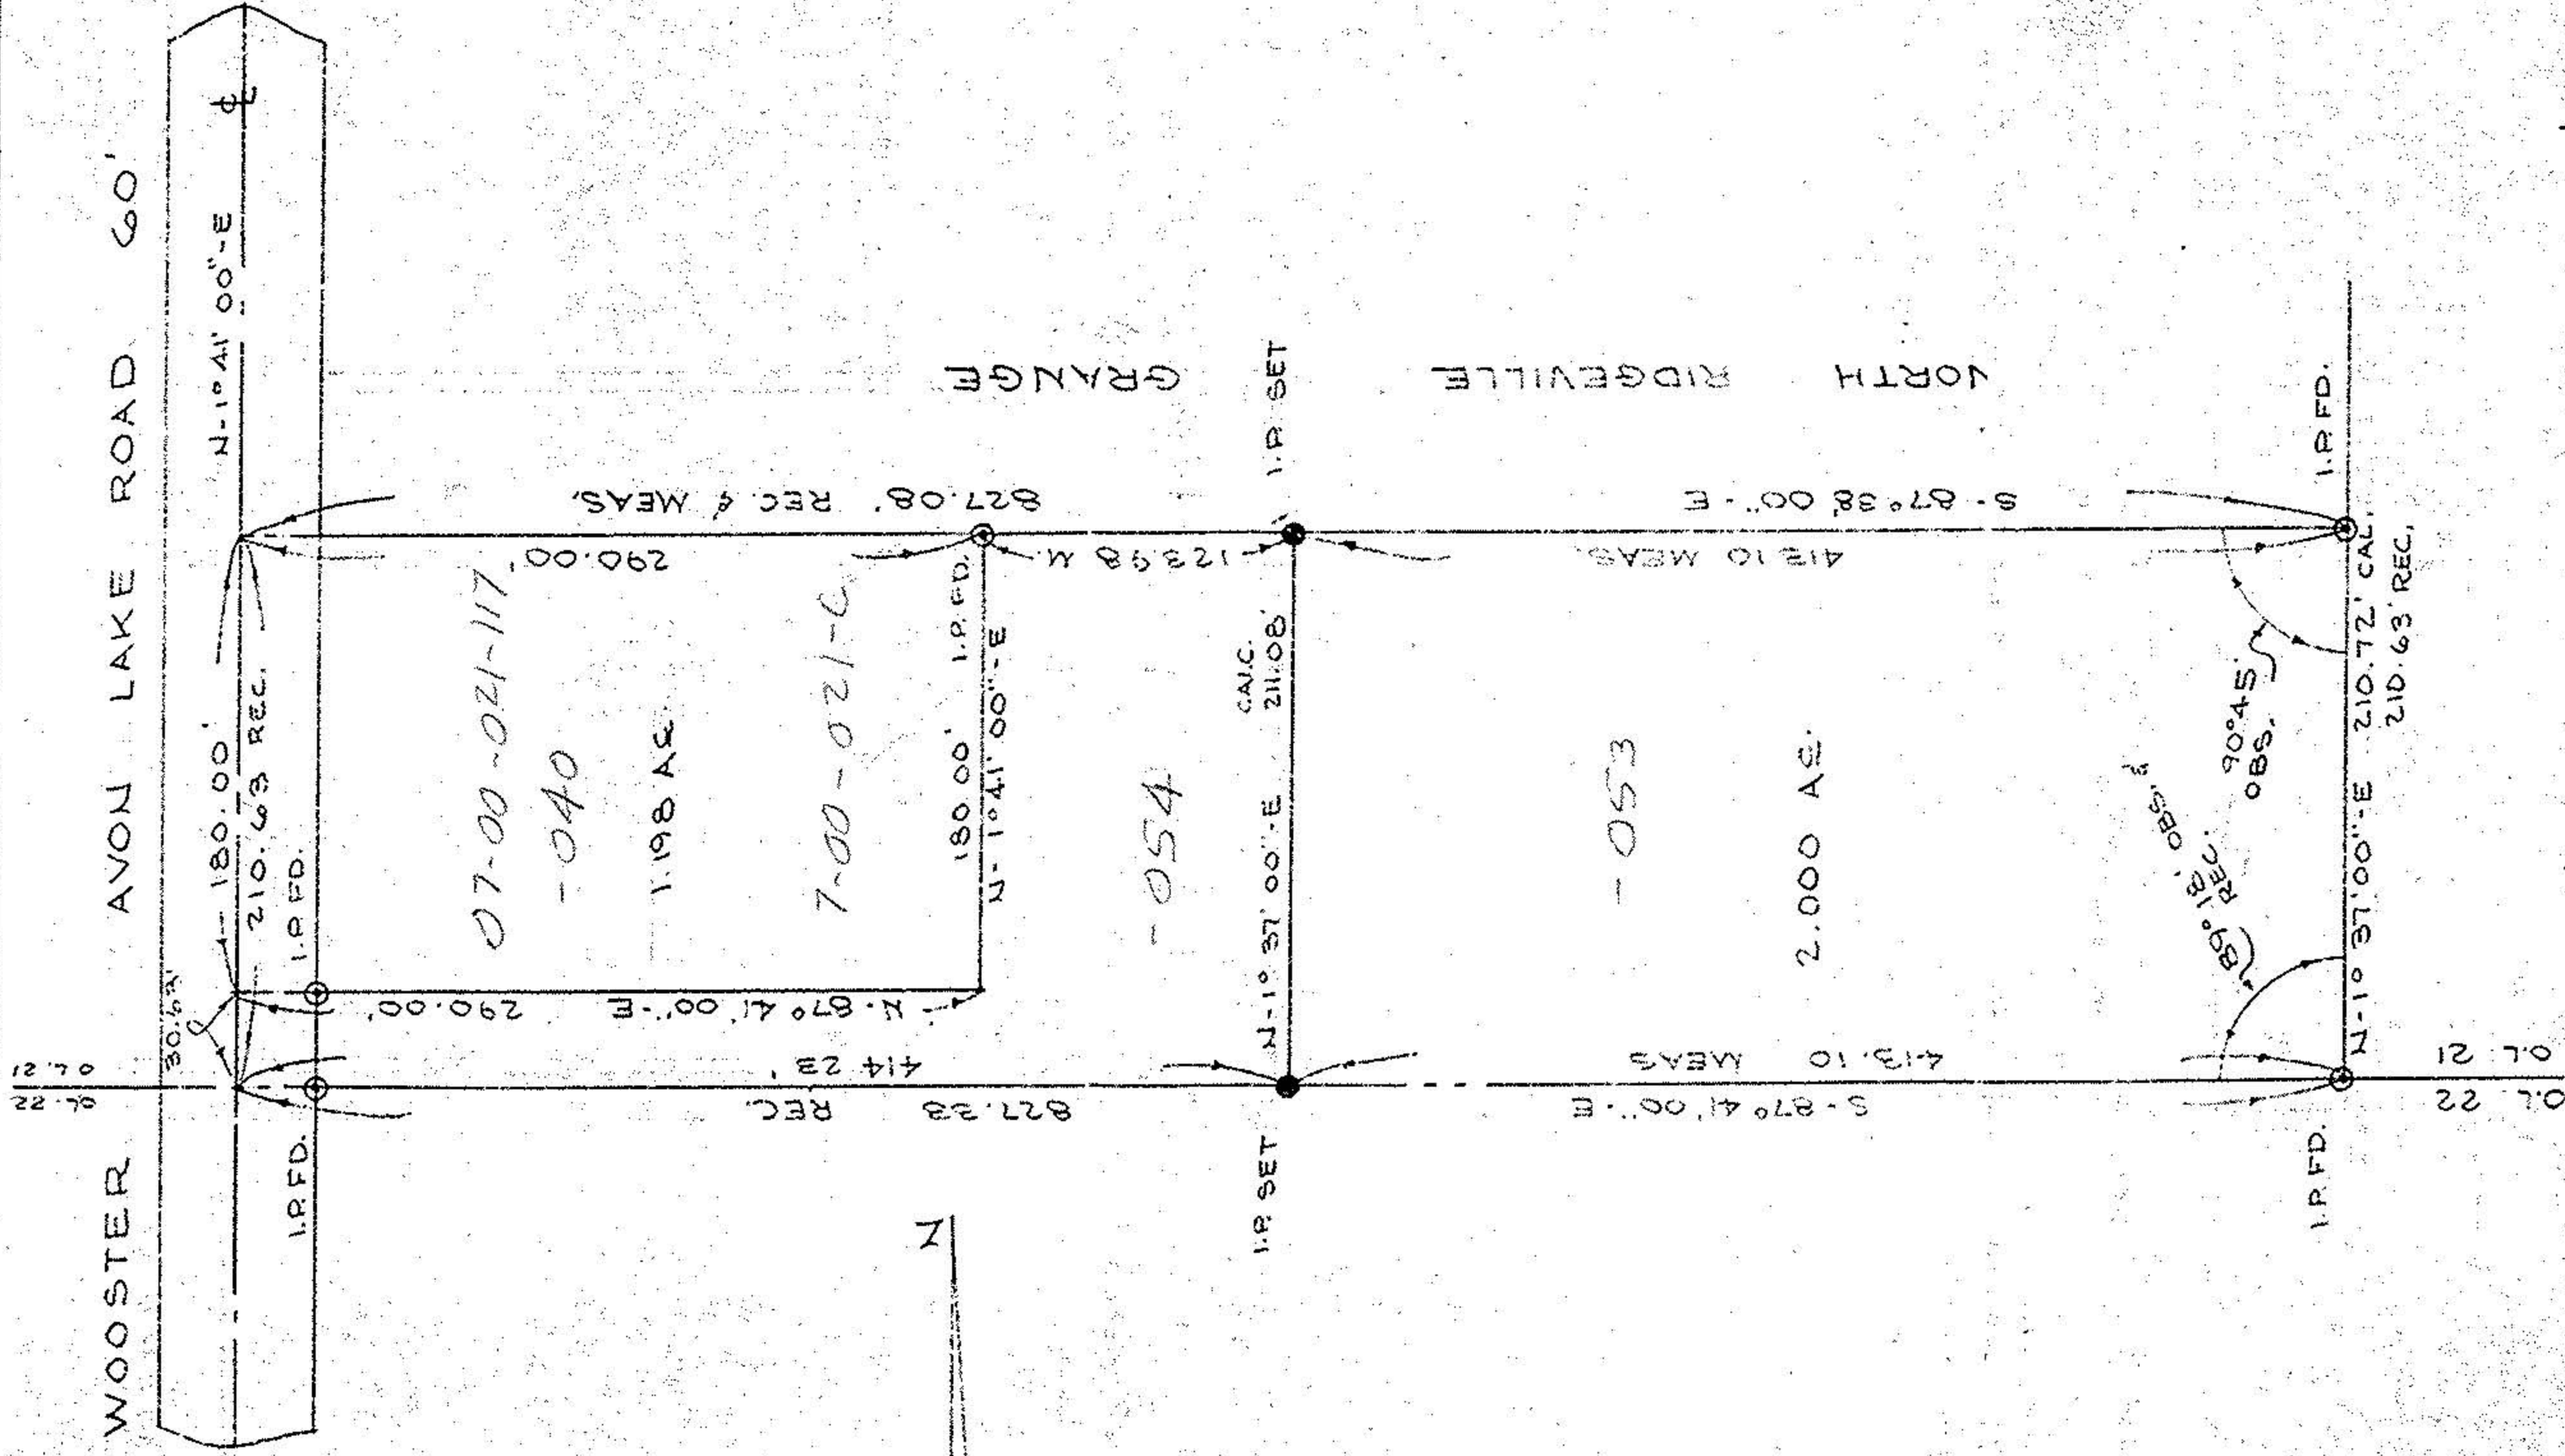 WOOSTER AVON LAKE ROAD 60'
N-1° 41' 00"-E
℄
180.00'
210.63 REC.
30.63'
O.L. 21
O.L. 22
I.P. FD.
I.P. FD.
07-00-021-117
-040
1.198 AC.
7-00-021-C
290.00'
N-87° 41' 00"-E
290.00'
827.08' REC. & MEAS.
I.P. FD.
180.00'
N-1° 41' 00"-E
123.98 M.
-054
414.23'
827.33 REC.
GRANGE
I.P. SET
CALC.
211.08'
N-1° 37' 00"-E
I.P. SET
N
NORTH RIDGEVILLE
S-87° 38' 00"-E
413.10 MEAS.
-053
2.000 AC.
413.10 MEAS
S-87° 41' 00"-E
89° 18' OBS. &
REC.
90° 45'
OBS.
I.P. FD.
I.P. FD.
N-1° 37' 00"-E 210.72' CAL.
210.63' REC.
O.L. 21
O.L. 22